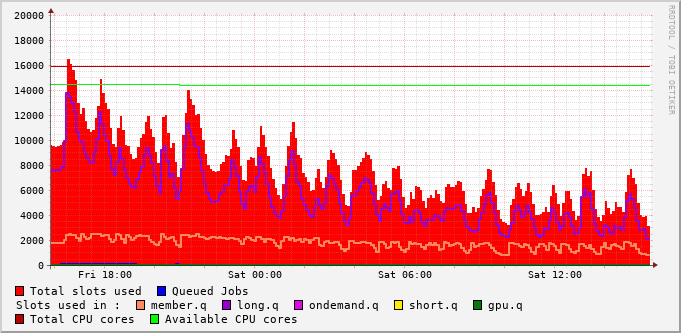 20000
18000
16000
14000
12000
10000
8000
6000
4000
2000
0
Fri 18:00 Sat 00:00 Sat 06:00 Sat 12:00
RRDTOOL / TOBI OETIKER
Total slots used Queued Jobs
Slots used in : member.q long.q ondemand.q short.q gpu.q
Total CPU cores Available CPU cores